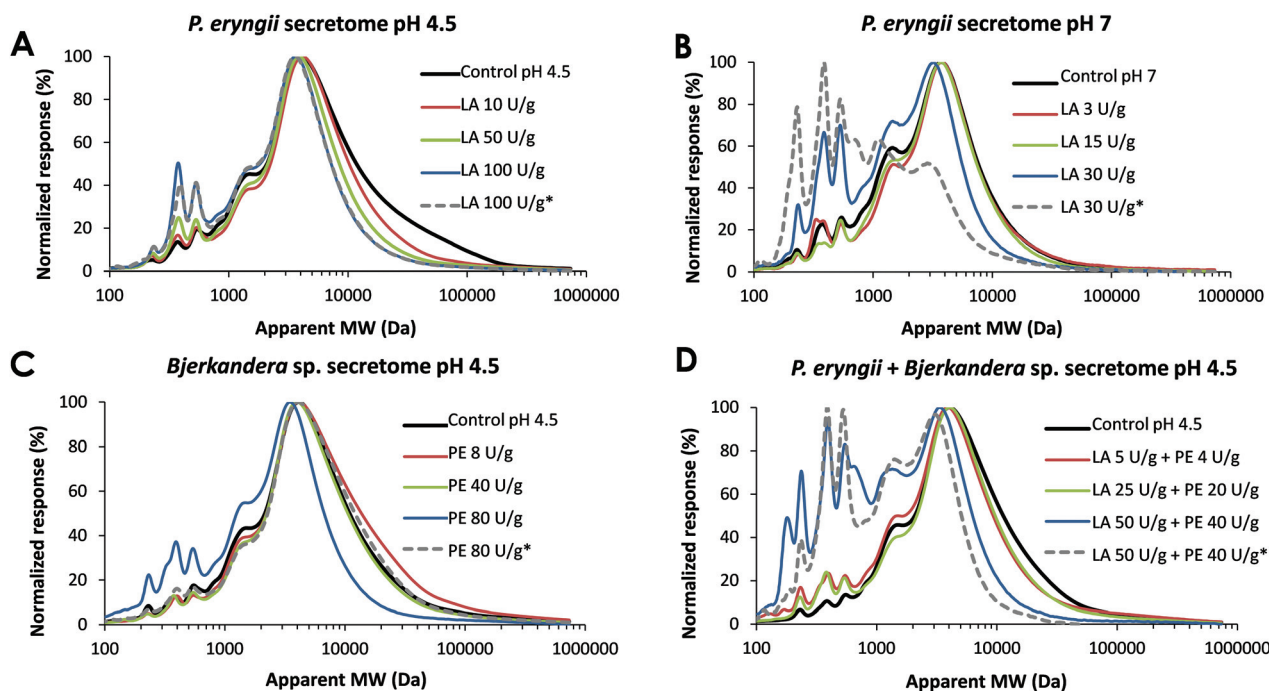 A
P. eryngii secretome pH 4.5
Normalized response (%)
100
80
60
40
20
0
Control pH 4.5
LA 10 U/g
LA 50 U/g
LA 100 U/g
LA 100 U/g*
100
1000
10000
100000
1000000
Apparent MW (Da)
B
P. eryngii secretome pH 7
Normalized response (%)
100
80
60
40
20
0
Control pH 7
LA 3 U/g
LA 15 U/g
LA 30 U/g
LA 30 U/g*
100
1000
10000
100000
1000000
Apparent MW (Da)
C
Bjerkandera sp. secretome pH 4.5
Normalized response (%)
100
80
60
40
20
0
Control pH 4.5
PE 8 U/g
PE 40 U/g
PE 80 U/g
PE 80 U/g*
100
1000
10000
100000
1000000
Apparent MW (Da)
D
P. eryngii + Bjerkandera sp. secretome pH 4.5
Normalized response (%)
100
80
60
40
20
0
Control pH 4.5
LA 5 U/g + PE 4 U/g
LA 25 U/g + PE 20 U/g
LA 50 U/g + PE 40 U/g
LA 50 U/g + PE 40 U/g*
100
1000
10000
100000
1000000
Apparent MW (Da)